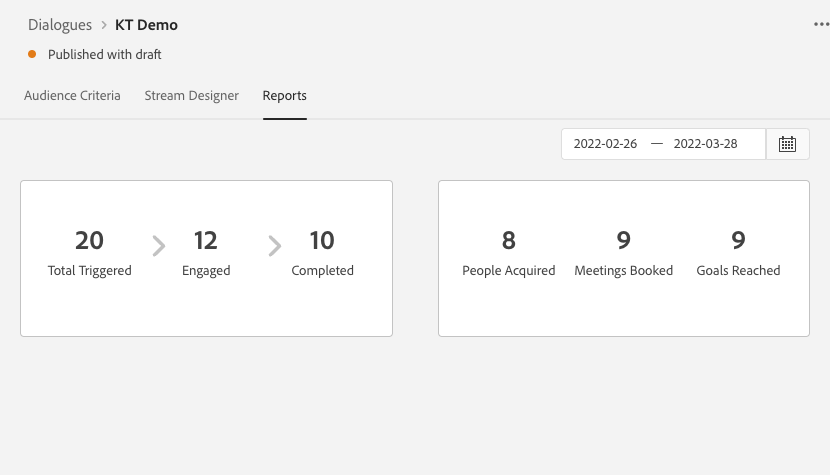 Dialogues > KT Demo
Published with draft
Audience Criteria Stream Designer Reports
2022-02-26 — 2022-03-28
20 12 10
Total Triggered Engaged Completed
8 9 9
People Acquired Meetings Booked Goals Reached